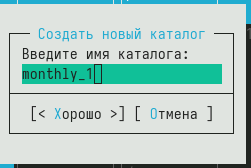 Создать новый каталог
Введите имя каталога:
monthly_1
[< Хорошо >] [ Отмена ]